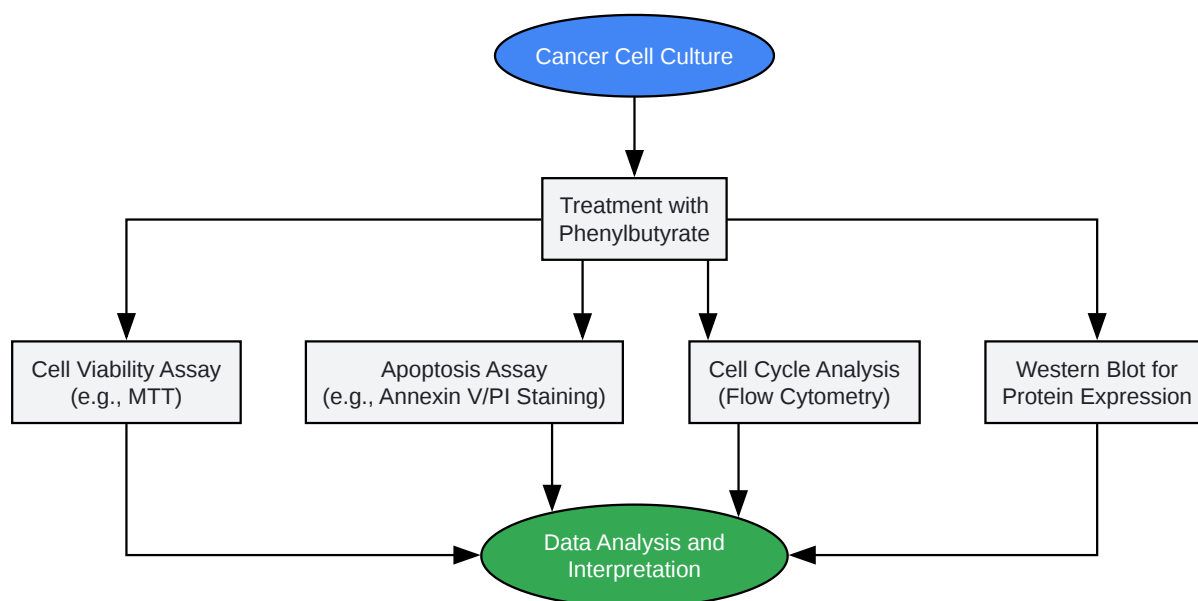 Cancer Cell Culture
Treatment with
Phenylbutyrate
Cell Viability Assay
(e.g., MTT)
Apoptosis Assay
(e.g., Annexin V/PI Staining)
Cell Cycle Analysis
(Flow Cytometry)
Western Blot for
Protein Expression
Data Analysis and
Interpretation